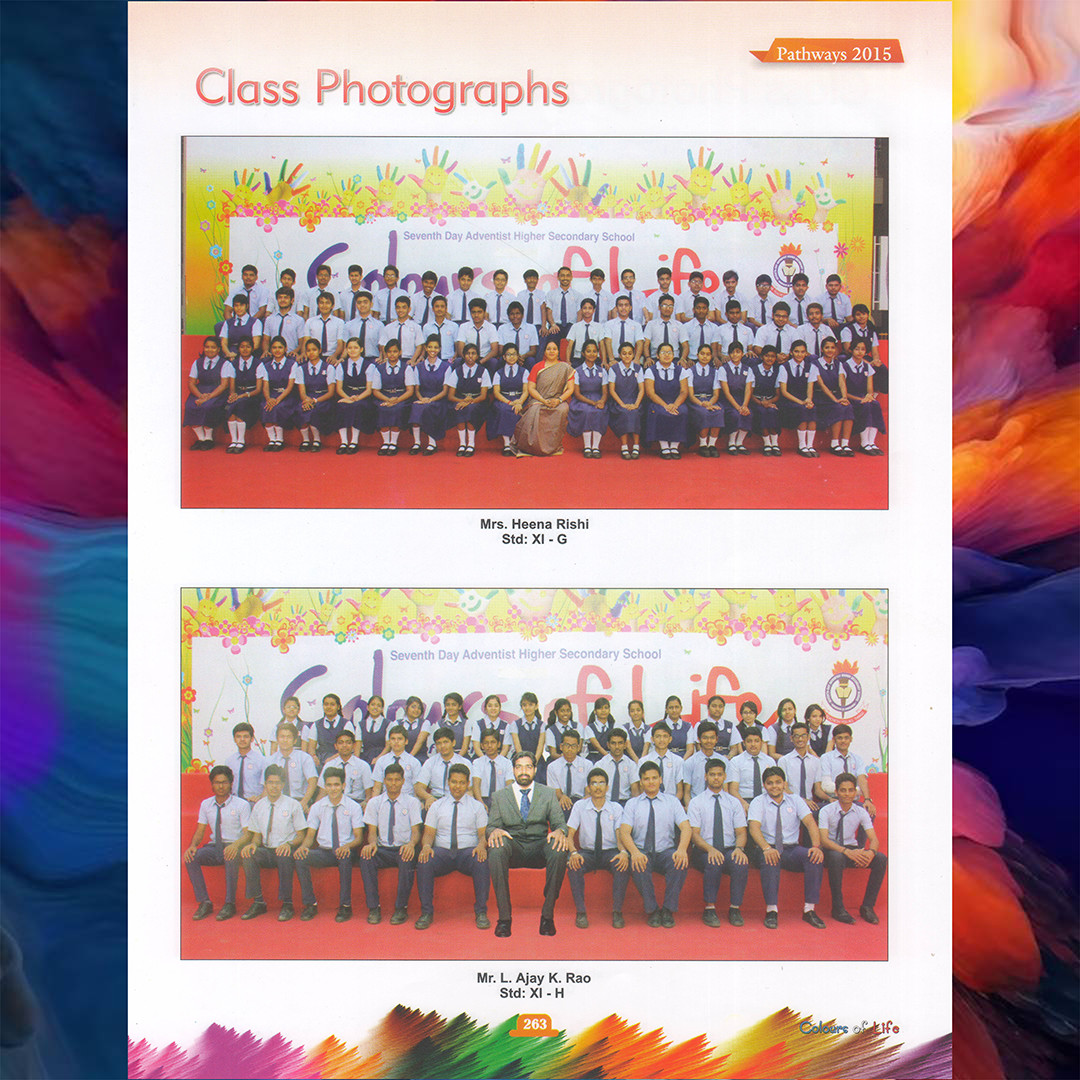 Pathways 2015
Class Photographs
Seventh Day Adventist Higher Secondary School
Colours of Life
Mrs. Heena Rishi
Std: XI - G
Seventh Day Adventist Higher Secondary School
Colours of Life
Mr. L. Ajay K. Rao
Std: XI - H
263
Colours of Life